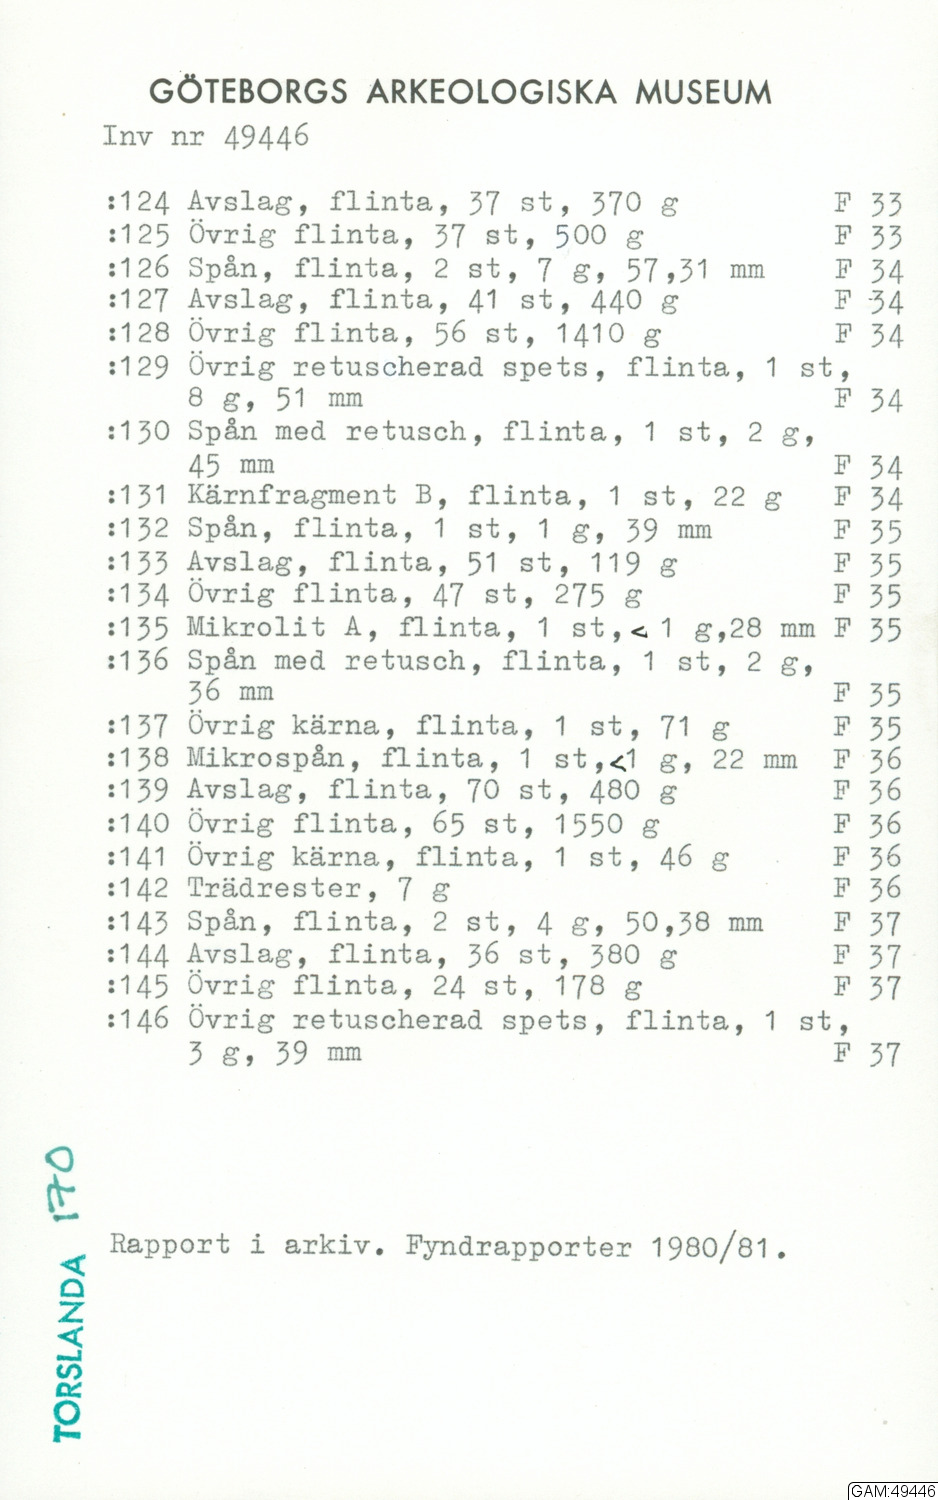 GÖTEBORGS ARKEOLOGISKA MUSEUM
Inv nr 49446
:124 Avslag, flinta, 37 st, 370 g F 33
:125 Övrig flinta, 37 st, 500 g F 33
:126 Spån, flinta, 2 st, 7 g, 57,31 mm F 34
:127 Avslag, flinta, 41 st, 440 g F 34
:128 Övrig flinta, 56 st, 1410 g F 34
:129 Övrig retuscherad spets, flinta, 1 st,
8 g, 51 mm F 34
:130 Spån med retusch, flinta, 1 st, 2 g,
45 mm F 34
:131 Kärnfragment B, flinta, 1 st, 22 g F 34
:132 Spån, flinta, 1 st, 1 g, 39 mm F 35
:133 Avslag, flinta, 51 st, 119 g F 35
:134 Övrig flinta, 47 st, 275 g F 35
:135 Mikrolit A, flinta, 1 st,< 1 g,28 mm F 35
:136 Spån med retusch, flinta, 1 st, 2 g,
36 mm F 35
:137 Övrig kärna, flinta, 1 st, 71 g F 35
:138 Mikrospån, flinta, 1 st,<1 g, 22 mm F 36
:139 Avslag, flinta, 70 st, 480 g F 36
:140 Övrig flinta, 65 st, 1550 g F 36
:141 Övrig kärna, flinta, 1 st, 46 g F 36
:142 Trädrester, 7 g F 36
:143 Spån, flinta, 2 st, 4 g, 50,38 mm F 37
:144 Avslag, flinta, 36 st, 380 g F 37
:145 Övrig flinta, 24 st, 178 g F 37
:146 Övrig retuscherad spets, flinta, 1 st,
3 g, 39 mm F 37
Rapport i arkiv. Fyndrapporter 1980/81.
TORSLANDA 170
GAM:49446